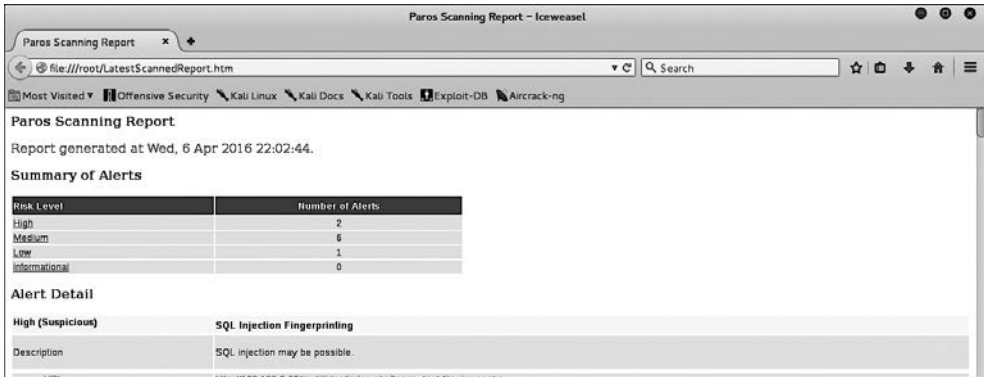 Paros Scanning Report - Iceweasel
Paros Scanning Report
file:///root/LatestScannedReport.htm
Search
Most Visited Offensive Security Kali Linux Kali Docs Kali Tools Exploit-DB Aircrack-ng
Paros Scanning Report
Report generated at Wed, 6 Apr 2016 22:02:44.
Summary of Alerts
Risk Level Number of Alerts
High 2
Medium 6
Low 1
Informational 0
Alert Detail
High (Suspicious) SQL Injection Fingerprinting
Description SQL injection may be possible.